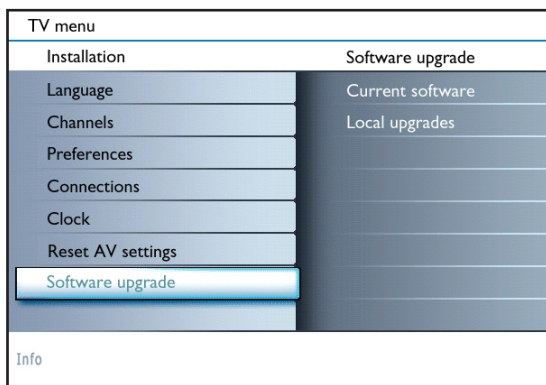 TV menu
Installation
Software upgrade
Language
Current software
Channels
Local upgrades
Preferences
Connections
Clock
Reset AV settings
Software upgrade
Info